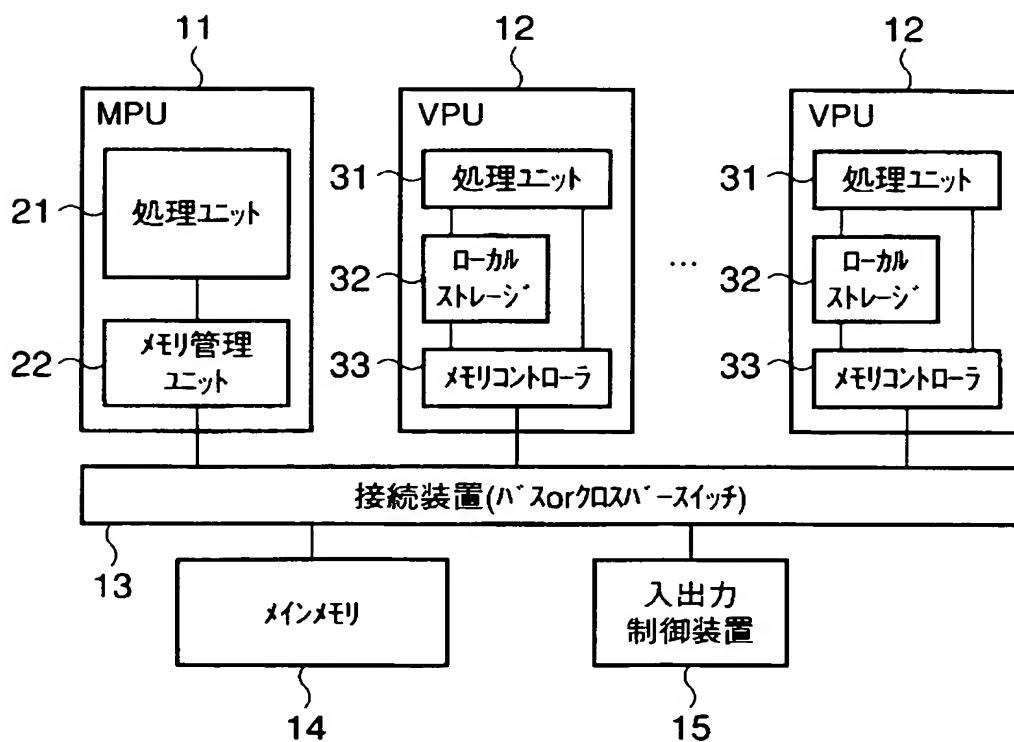 11
12
12
MPU
VPU
VPU
21
処理ユニット
22
メモリ管理
ユニット
31
処理ユニット
32
ローカル
ストレージ
33
メモリコントローラ
...
31
処理ユニット
32
ローカル
ストレージ
33
メモリコントローラ
接続装置(バスorクロスバースイッチ)
13
メインメモリ
14
入出力
制御装置
15